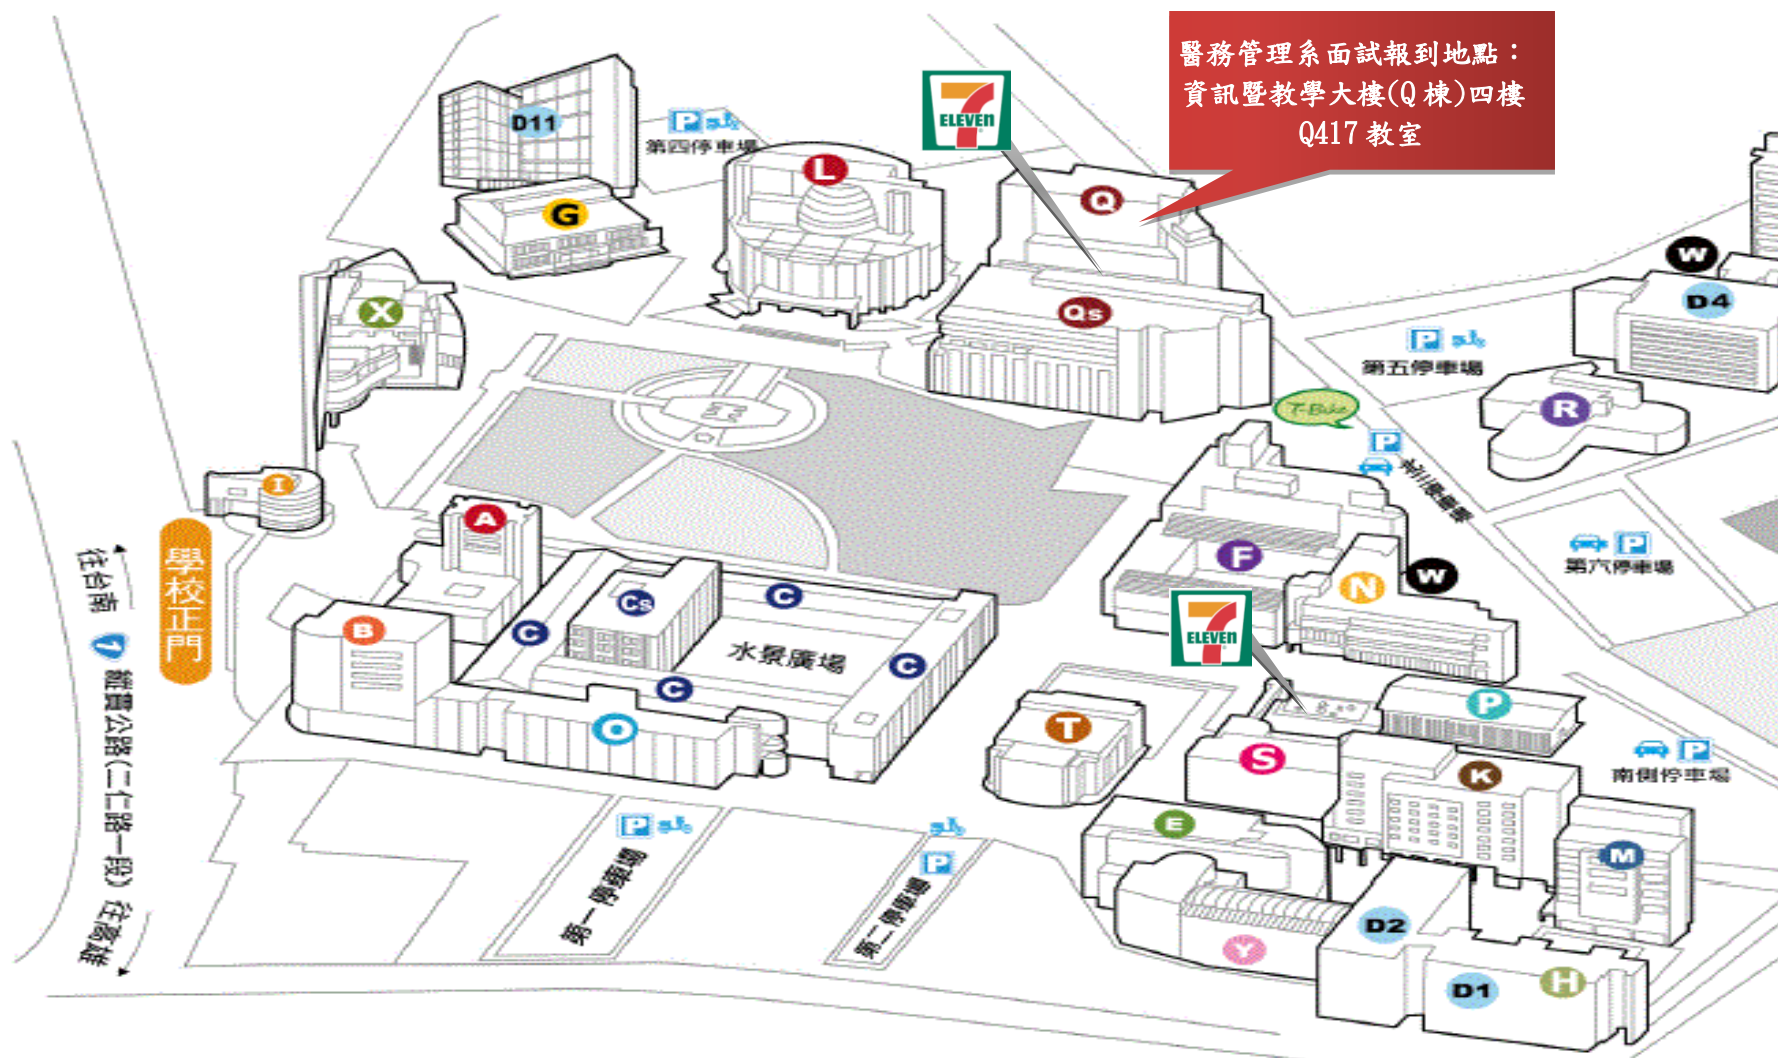 醫務管理系面試報到地點：
資訊暨教學大樓(Q棟)四樓
Q417教室
7
ELEVEN
D11
P
第四停車場
L
Q
G
W
D4
X
Qs
P
第五停車場
T-Bike
R
P
I
A
學校正門
往台南
1
縱貫公路(二仁路一段)
往高雄
F
N
W
P
第六停車場
Cs
C
C
B
7
ELEVEN
水景廣場
C
C
O
T
P
S
K
P
南側停車場
P
第一停車場
P
第二停車場
E
M
D2
Y
D1
H